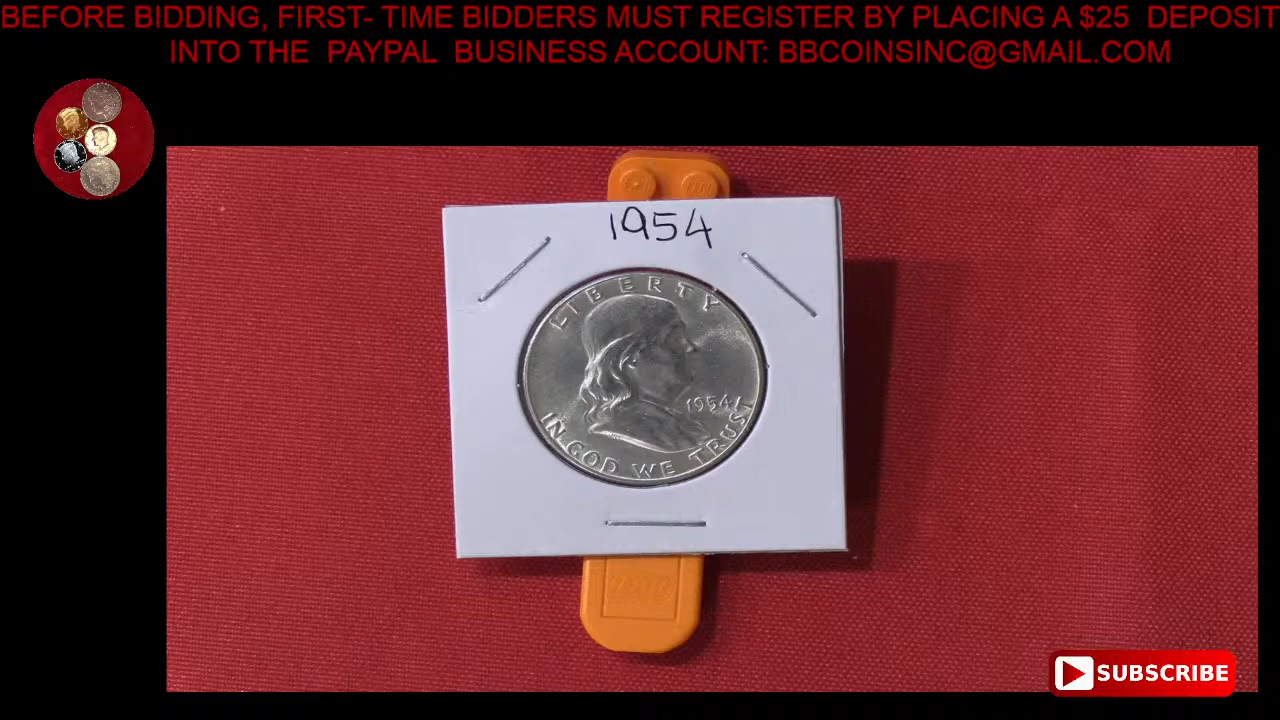 BEFORE BIDDING, FIRST- TIME BIDDERS MUST REGISTER BY PLACING A $25 DEPOSIT
INTO THE PAYPAL BUSINESS ACCOUNT: BBCOINSINC@GMAIL.COM
1954
LIBERTY
1954
IN GOD WE TRUST
SUBSCRIBE